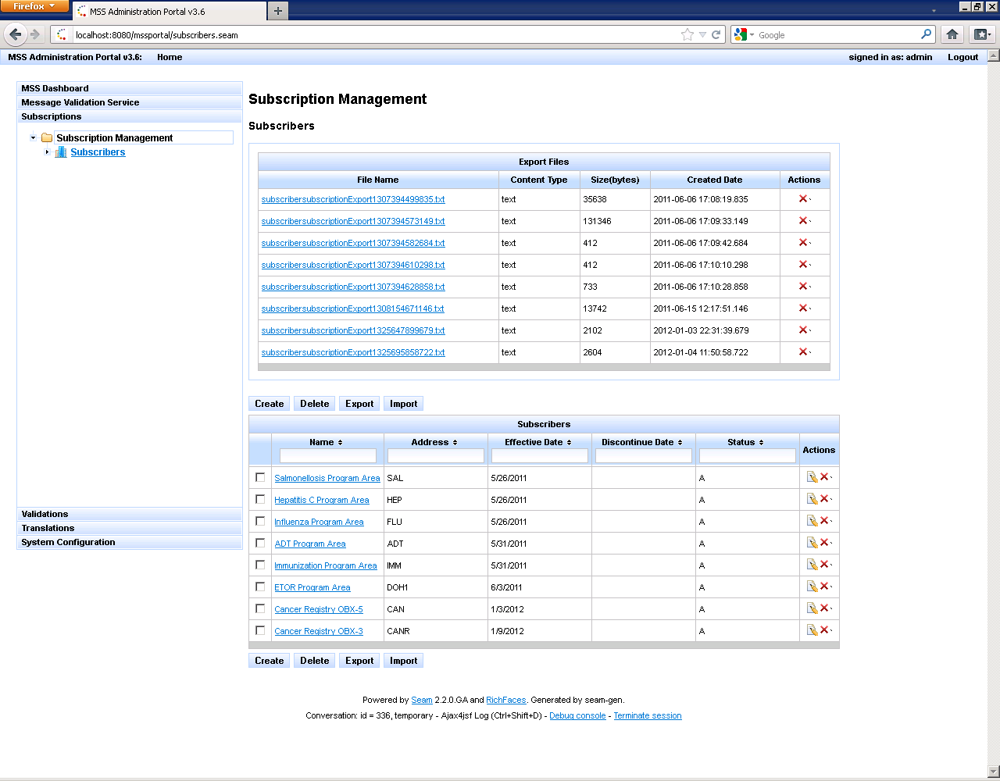 Firefox
MSS Administration Portal v3.6
localhost:8080/mssportal/subscribers.seam
Google
MSS Administration Portal v3.6: Home signed in as: admin Logout
MSS Dashboard
Message Validation Service
Subscriptions
Subscription Management
Subscribers
Validations
Translations
System Configuration
Subscription Management
Subscribers
Export Files
File Name Content Type Size(bytes) Created Date Actions
subscribersubscriptionExport1307394499835.txt text 35638 2011-06-06 17:08:19.835
subscribersubscriptionExport1307394573149.txt text 131346 2011-06-06 17:09:33.149
subscribersubscriptionExport1307394582684.txt text 412 2011-06-06 17:09:42.684
subscribersubscriptionExport1307394610298.txt text 412 2011-06-06 17:10:10.298
subscribersubscriptionExport1307394628858.txt text 733 2011-06-06 17:10:28.858
subscribersubscriptionExport1308154671146.txt text 13742 2011-06-15 12:17:51.146
subscribersubscriptionExport1325647899679.txt text 2102 2012-01-03 22:31:39.679
subscribersubscriptionExport1325695858722.txt text 2604 2012-01-04 11:50:58.722
Create Delete Export Import
Subscribers
Name Address Effective Date Discontinue Date Status Actions
Salmonellosis Program Area SAL 5/26/2011 A
Hepatitis C Program Area HEP 5/26/2011 A
Influenza Program Area FLU 5/26/2011 A
ADT Program Area ADT 5/31/2011 A
Immunization Program Area IMM 5/31/2011 A
ETOR Program Area DOH1 6/3/2011 A
Cancer Registry OBX-5 CAN 1/3/2012 A
Cancer Registry OBX-3 CANR 1/9/2012 A
Create Delete Export Import
Powered by Seam 2.2.0.GA and RichFaces. Generated by seam-gen.
Conversation: id = 336, temporary - Ajax4jsf Log (Ctrl+Shift+D) - Debug console - Terminate session